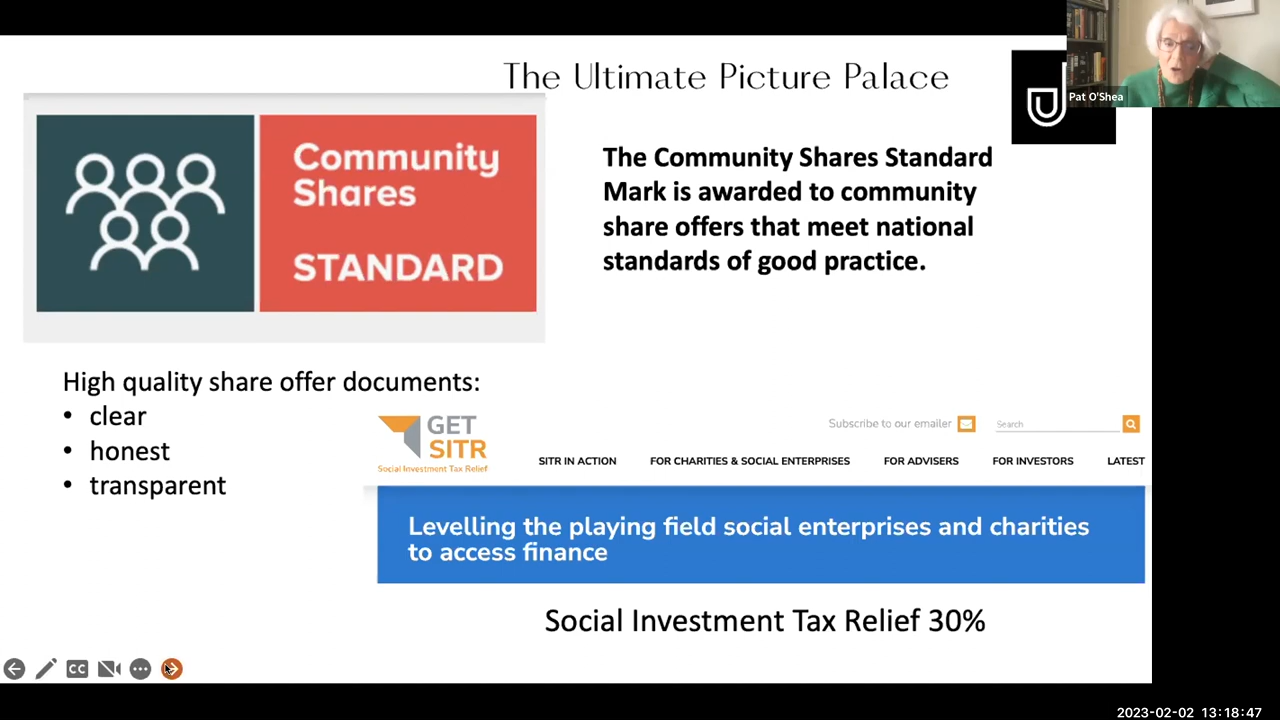 The Ultimate Picture Palace
Pat O'Shea
Community
Shares
STANDARD
The Community Shares Standard
Mark is awarded to community
share offers that meet national
standards of good practice.
High quality share offer documents:
• clear
• honest
• transparent
GET
SITR
Social Investment Tax Relief
Subscribe to our emailer
Search
SITR IN ACTION
FOR CHARITIES & SOCIAL ENTERPRISES
FOR ADVISERS
FOR INVESTORS
LATEST
Levelling the playing field social enterprises and charities
to access finance
Social Investment Tax Relief 30%
CC
2023-02-02 13:18:47